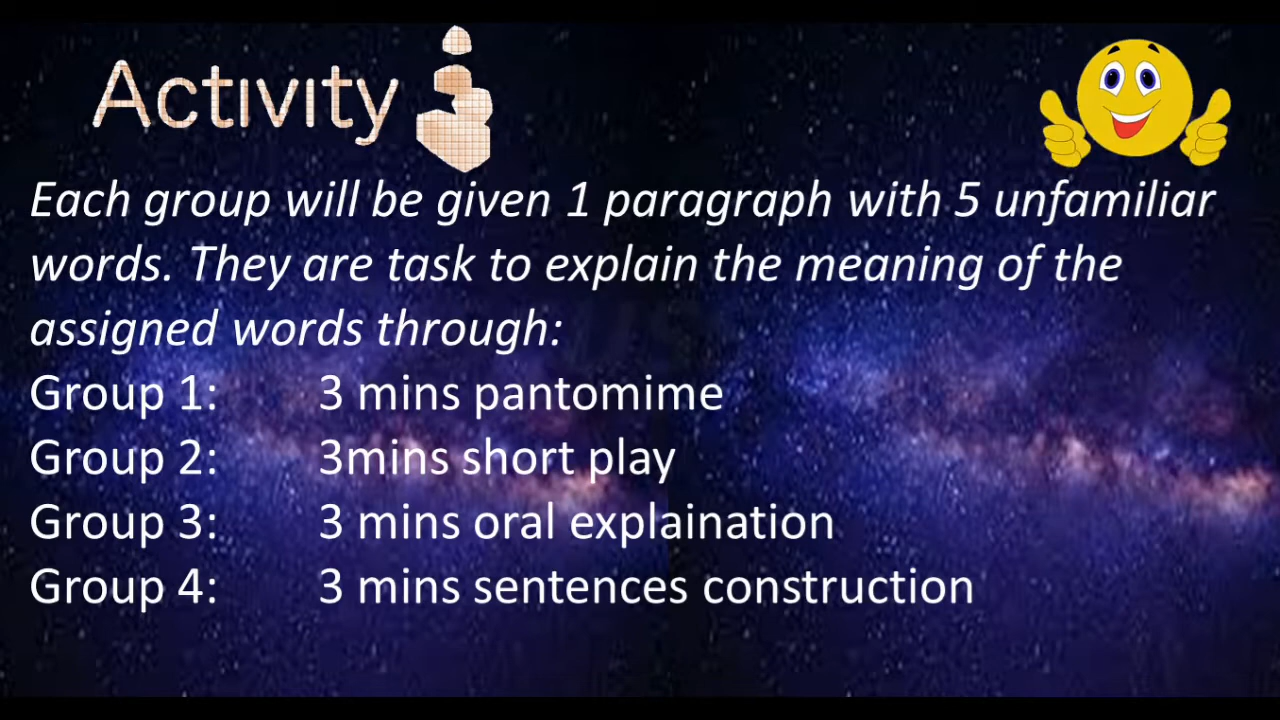 Activity
Each group will be given 1 paragraph with 5 unfamiliar
words. They are task to explain the meaning of the
assigned words through:
Group 1: 3 mins pantomime
Group 2: 3mins short play
Group 3: 3 mins oral explaination
Group 4: 3 mins sentences construction